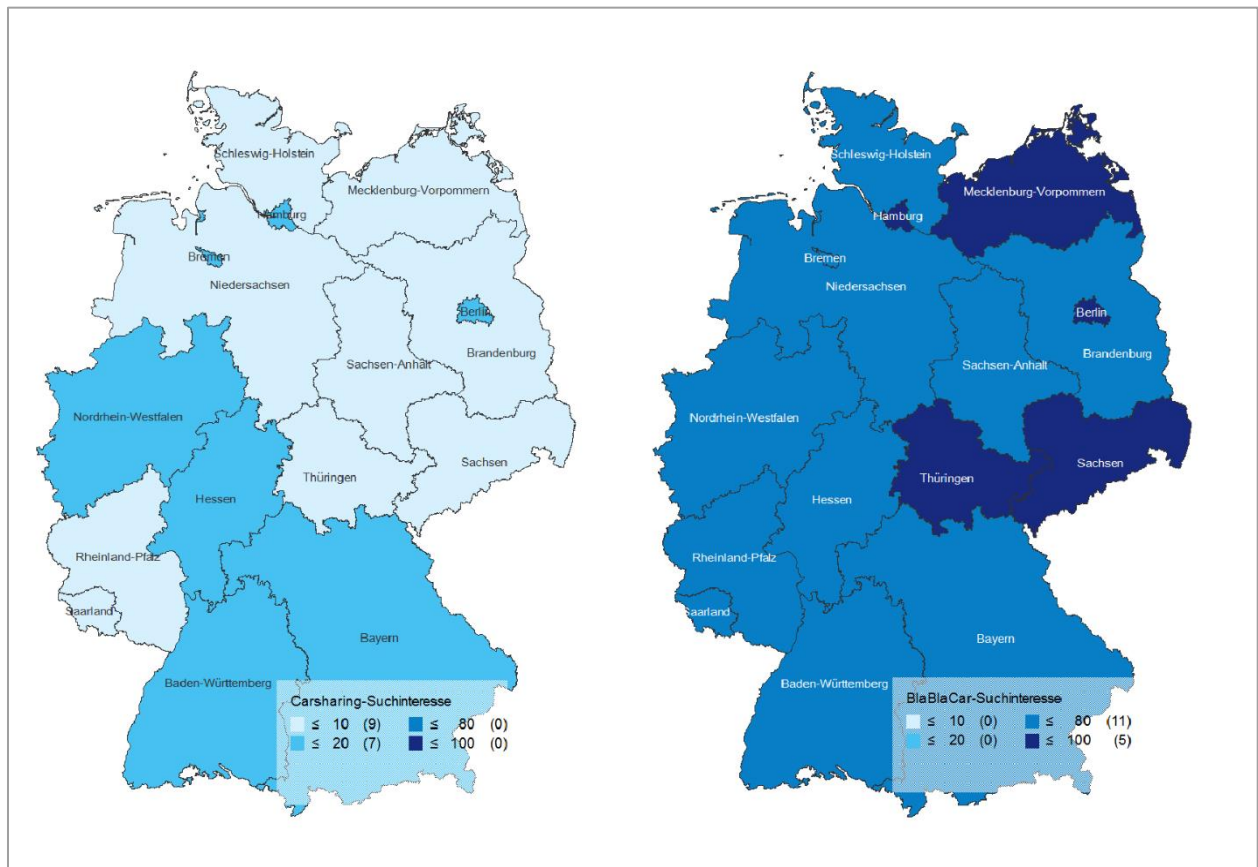 Schleswig-Holstein
Mecklenburg-Vorpommern
Hamburg
Bremen
Niedersachsen
Berlin
Brandenburg
Sachsen-Anhalt
Nordrhein-Westfalen
Sachsen
Thüringen
Hessen
Rheinland-Pfalz
Saarland
Bayern
Baden-Württemberg
Carsharing-Suchinteresse
≤ 10 (9) ≤ 80 (0)
≤ 20 (7) ≤ 100 (0)
Schleswig-Holstein
Mecklenburg-Vorpommern
Hamburg
Bremen
Niedersachsen
Berlin
Brandenburg
Sachsen-Anhalt
Nordrhein-Westfalen
Sachsen
Thüringen
Hessen
Rheinland-Pfalz
Saarland
Bayern
Baden-Württemberg
BlaBlaCar-Suchinteresse
≤ 10 (0) ≤ 80 (11)
≤ 20 (0) ≤ 100 (5)